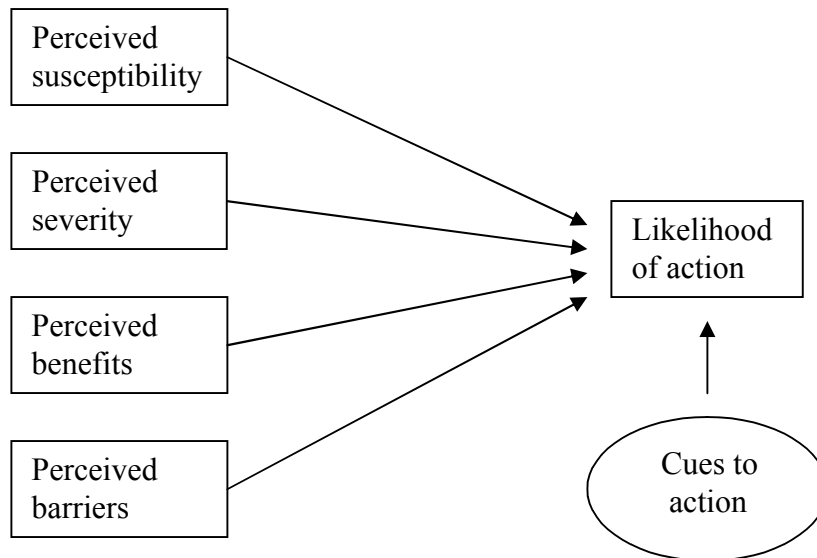 Perceived
susceptibility
Perceived
severity
Perceived
benefits
Perceived
barriers
Likelihood
of action
Cues to
action